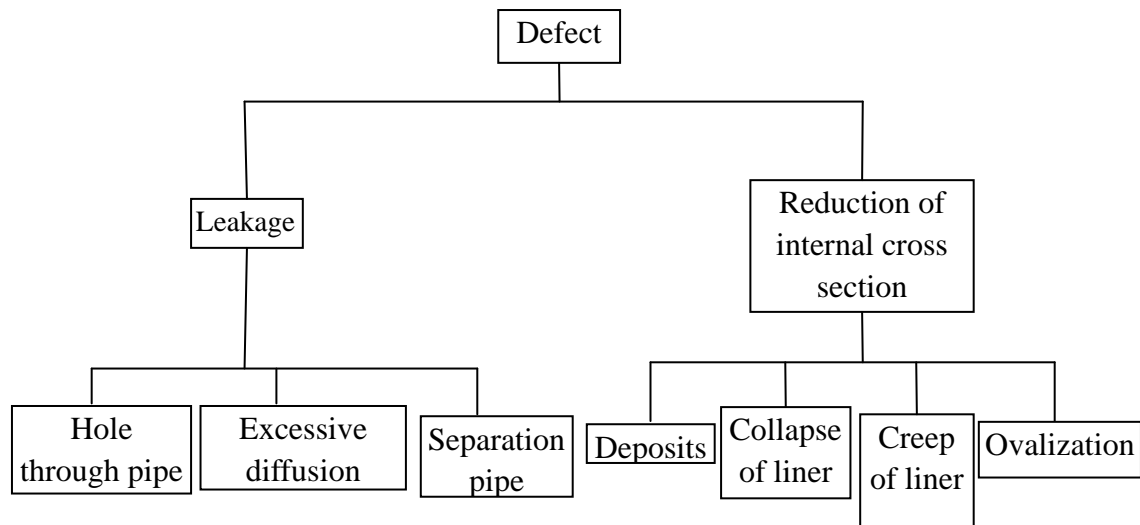 Defect
Leakage
Reduction of
internal cross
section
Hole
through pipe
Excessive
diffusion
Separation
pipe
Deposits
Collapse
of liner
Creep
of liner
Ovalization